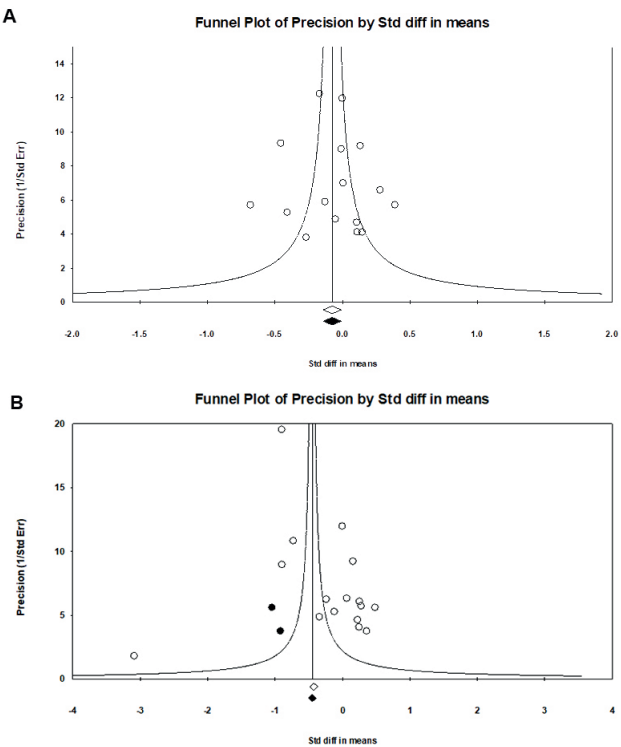 A
Funnel Plot of Precision by Std diff in means
Precision (1/Std Err)
14
12
10
8
6
4
2
0
-2.0 -1.5 -1.0 -0.5 0.0 0.5 1.0 1.5 2.0
Std diff in means
B
Funnel Plot of Precision by Std diff in means
Precision (1/Std Err)
20
15
10
5
0
-4 -3 -2 -1 0 1 2 3 4
Std diff in means